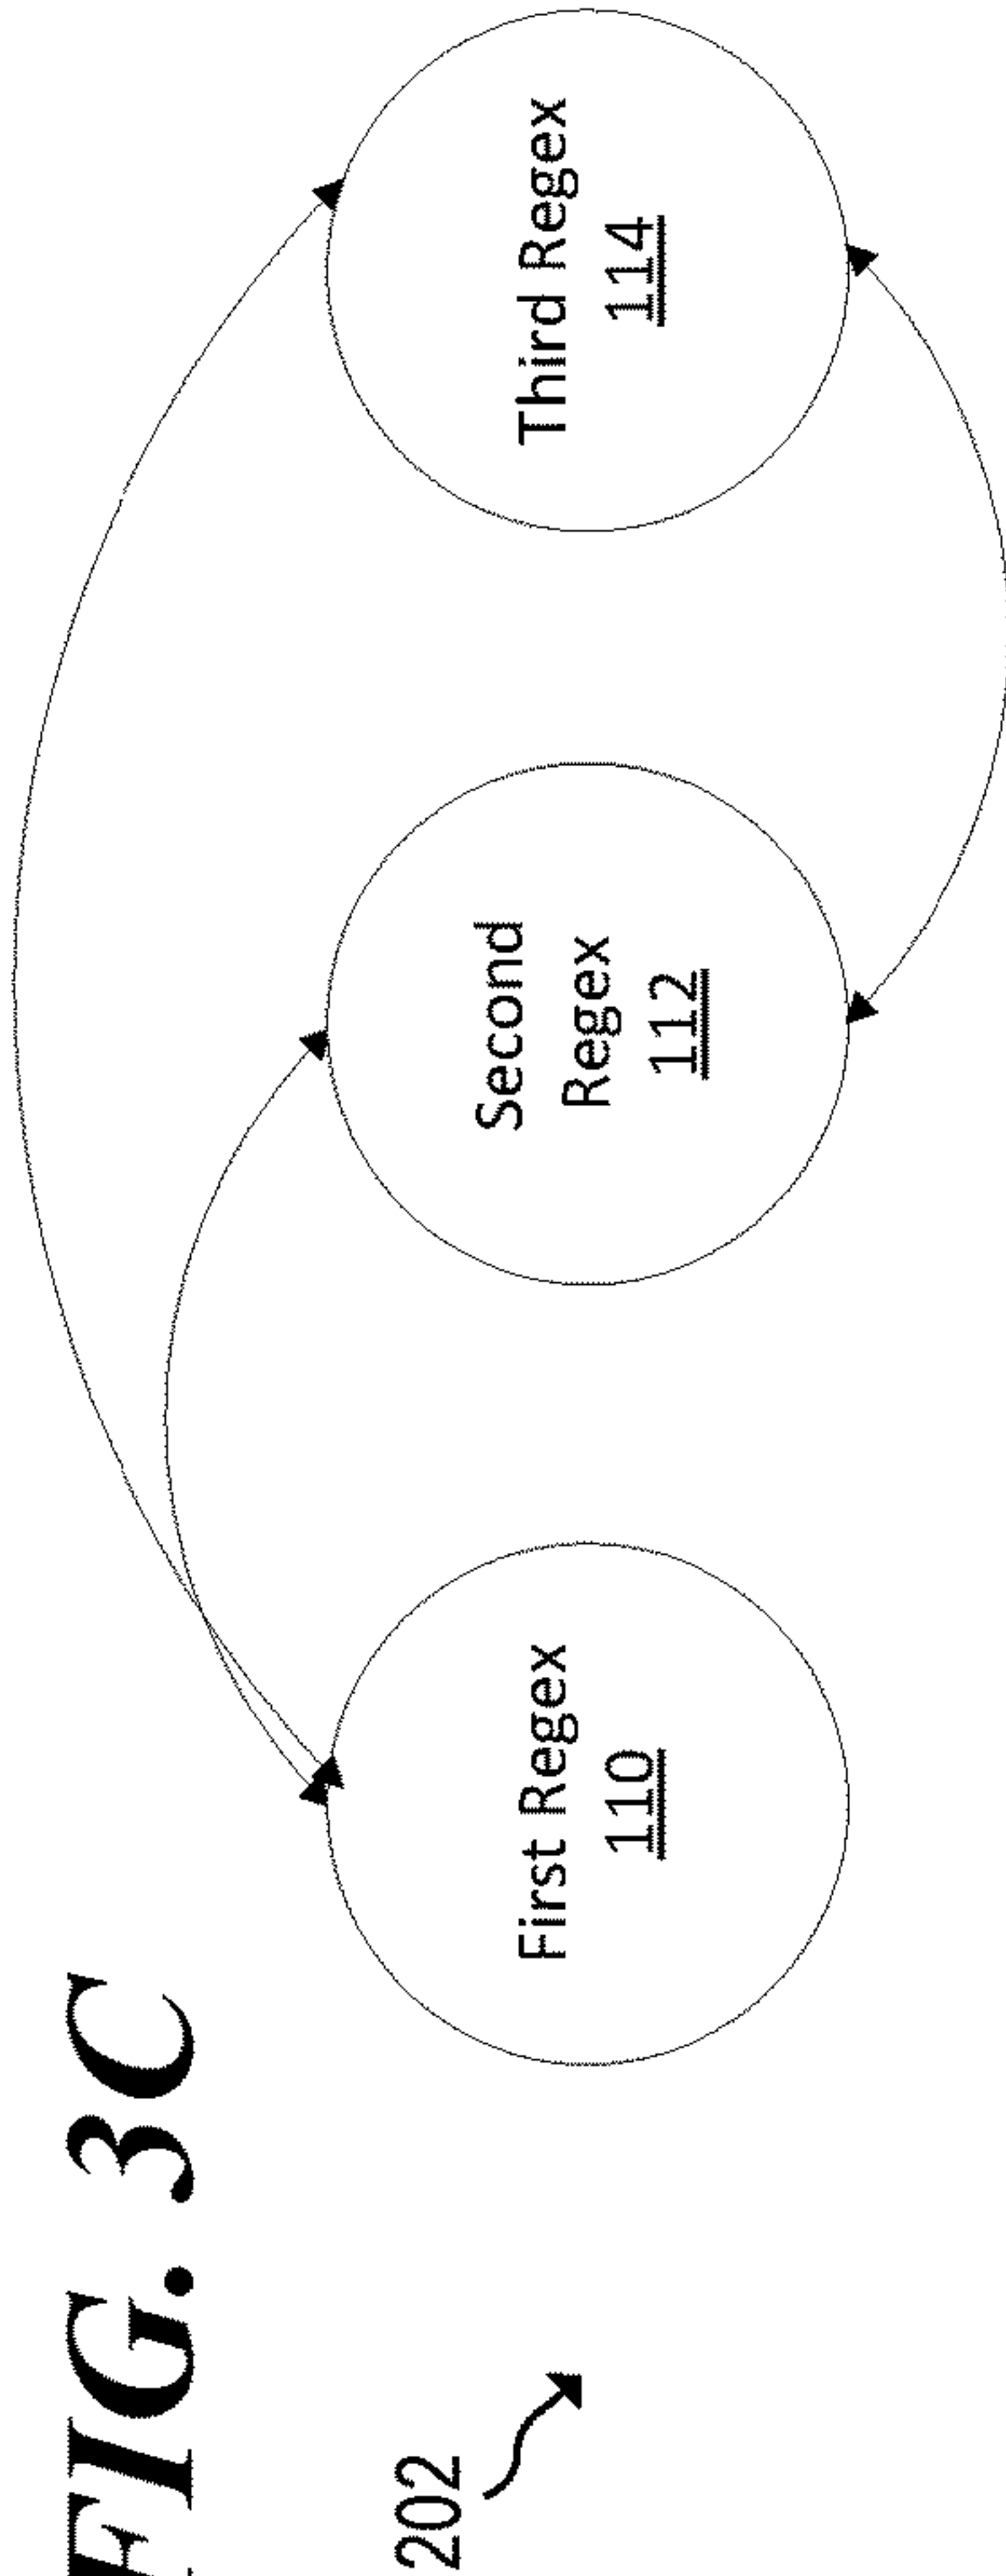 FIG. 3C
202
First Regex
110
Second
Regex
112
Third Regex
114